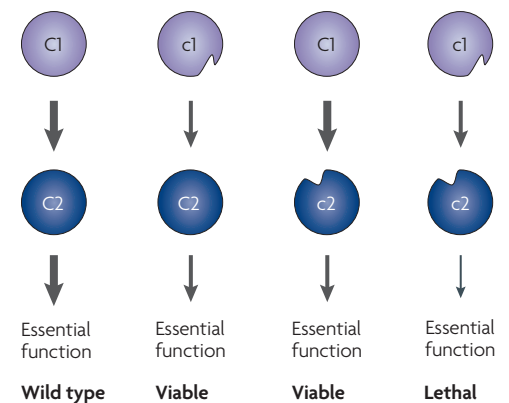 C1 c1 C1 c1
C2 C2 c2 c2
Essential Essential Essential Essential
function function function function
Wild type Viable Viable Lethal